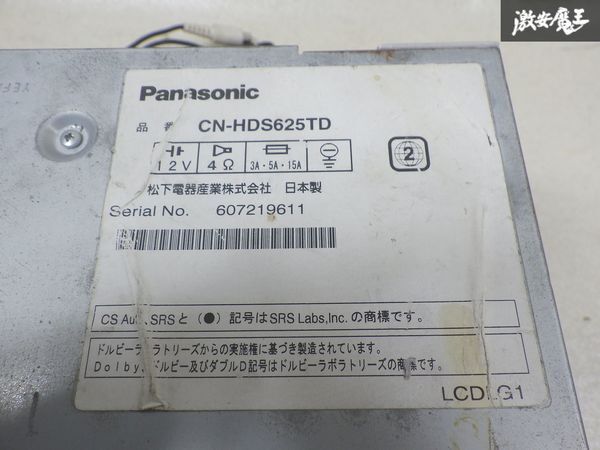 激安魔王
Panasonic
品 番 CN-HDS625TD
12V 4Ω 3A・5A・15A 2
松下電器産業株式会社 日本製
Serial No. 607219611
CS Auto, SRSと(●)記号はSRS Labs,Inc.の商標です。
ドルビーラボラトリーズからの実施権に基づき製造されています。
Dolby、ドルビー及びダブルD記号はドルビーラボラトリーズの商標です。
LCDLG1